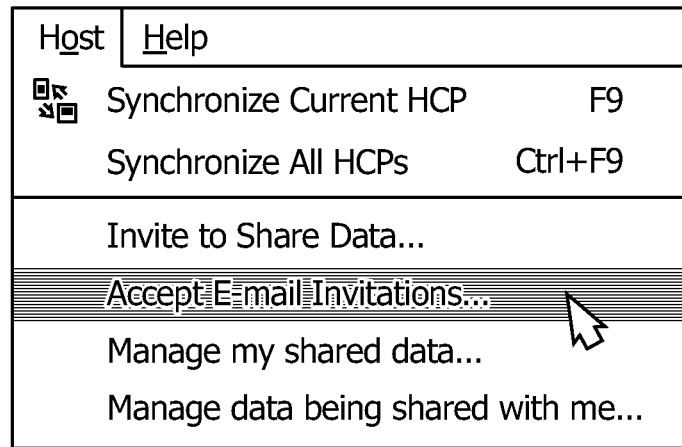 Host Help
Synchronize Current HCP F9
Synchronize All HCPs Ctrl+F9
Invite to Share Data...
Accept E-mail Invitations...
Manage my shared data...
Manage data being shared with me...